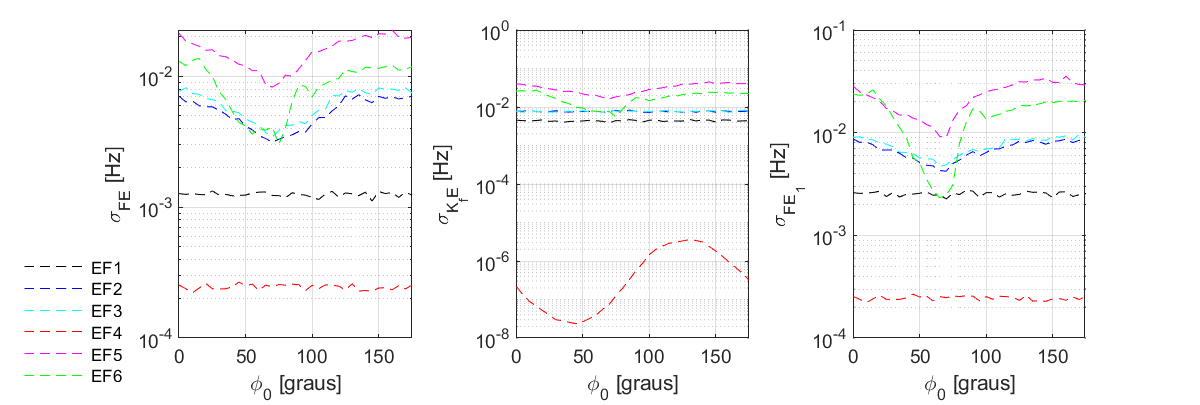 10^-2
10^-3
10^-4
σ_FE [Hz]
0 50 100 150
ϕ_0 [graus]
EF1
EF2
EF3
EF4
EF5
EF6
10^0
10^-2
10^-4
10^-6
10^-8
σ_K_fE [Hz]
0 50 100 150
ϕ_0 [graus]
10^-1
10^-2
10^-3
10^-4
σ_FE_1 [Hz]
0 50 100 150
ϕ_0 [graus]